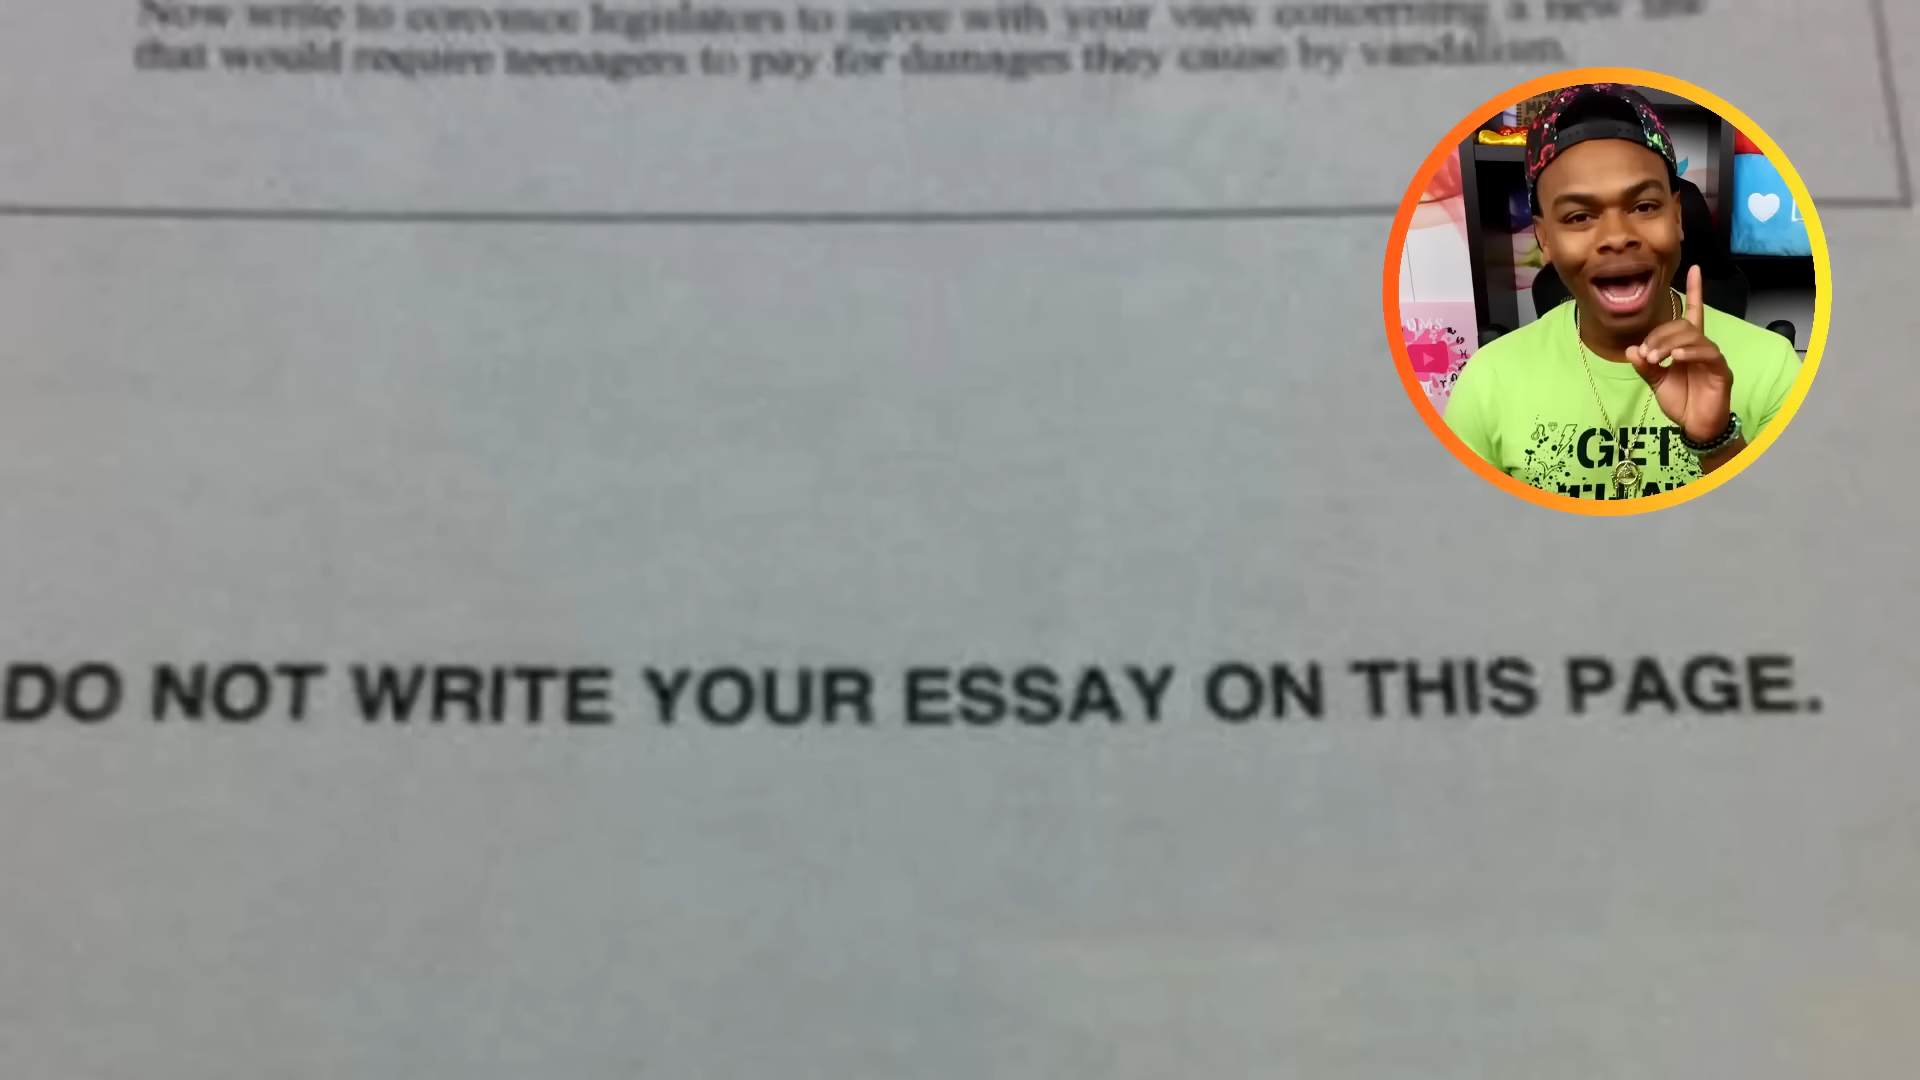 Now write to convince legislators to agree with your view concerning a new law
that would require teenagers to pay for damages they cause by vandalism.
DO NOT WRITE YOUR ESSAY ON THIS PAGE.
GET